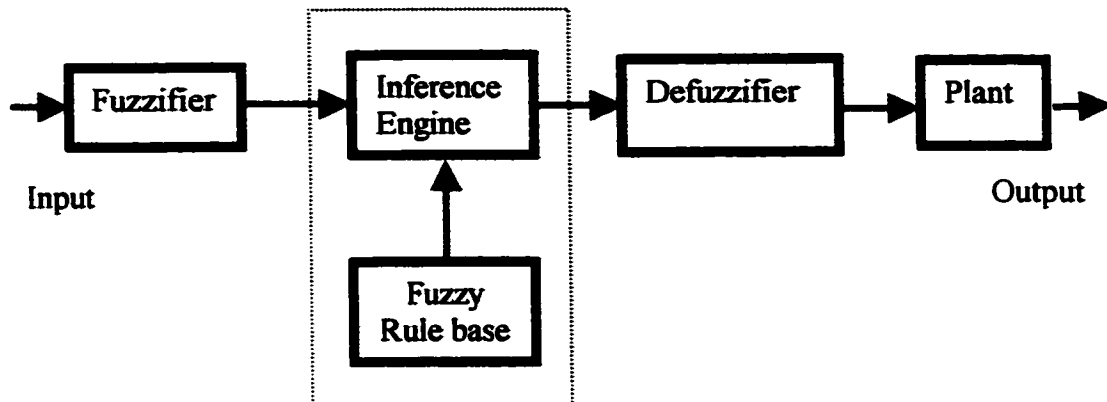 Fuzzifier
Inference
Engine
Defuzzifier
Plant
Input
Output
Fuzzy
Rule base